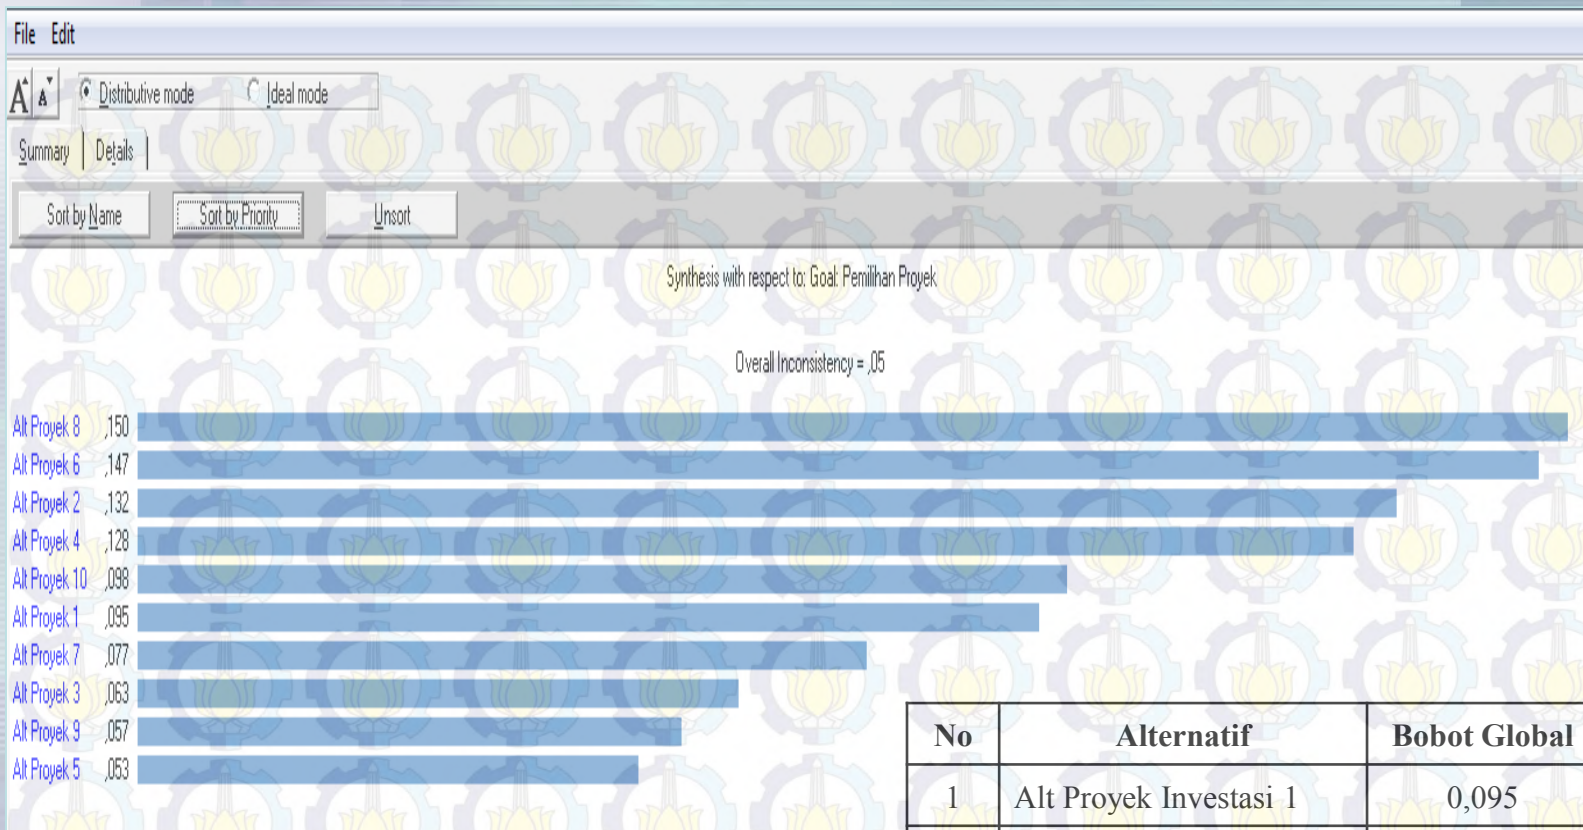 File Edit
A A Distributive mode Ideal mode
Summary Details
Sort by Name Sort by Priority Unsort
Synthesis with respect to: Goal: Pemilihan Proyek
Overall Inconsistency = ,05
Alt Proyek 8 ,150
Alt Proyek 6 ,147
Alt Proyek 2 ,132
Alt Proyek 4 ,128
Alt Proyek 10 ,098
Alt Proyek 1 ,095
Alt Proyek 7 ,077
Alt Proyek 3 ,063
Alt Proyek 9 ,057
Alt Proyek 5 ,053
No Alternatif Bobot Global
1 Alt Proyek Investasi 1 0,095